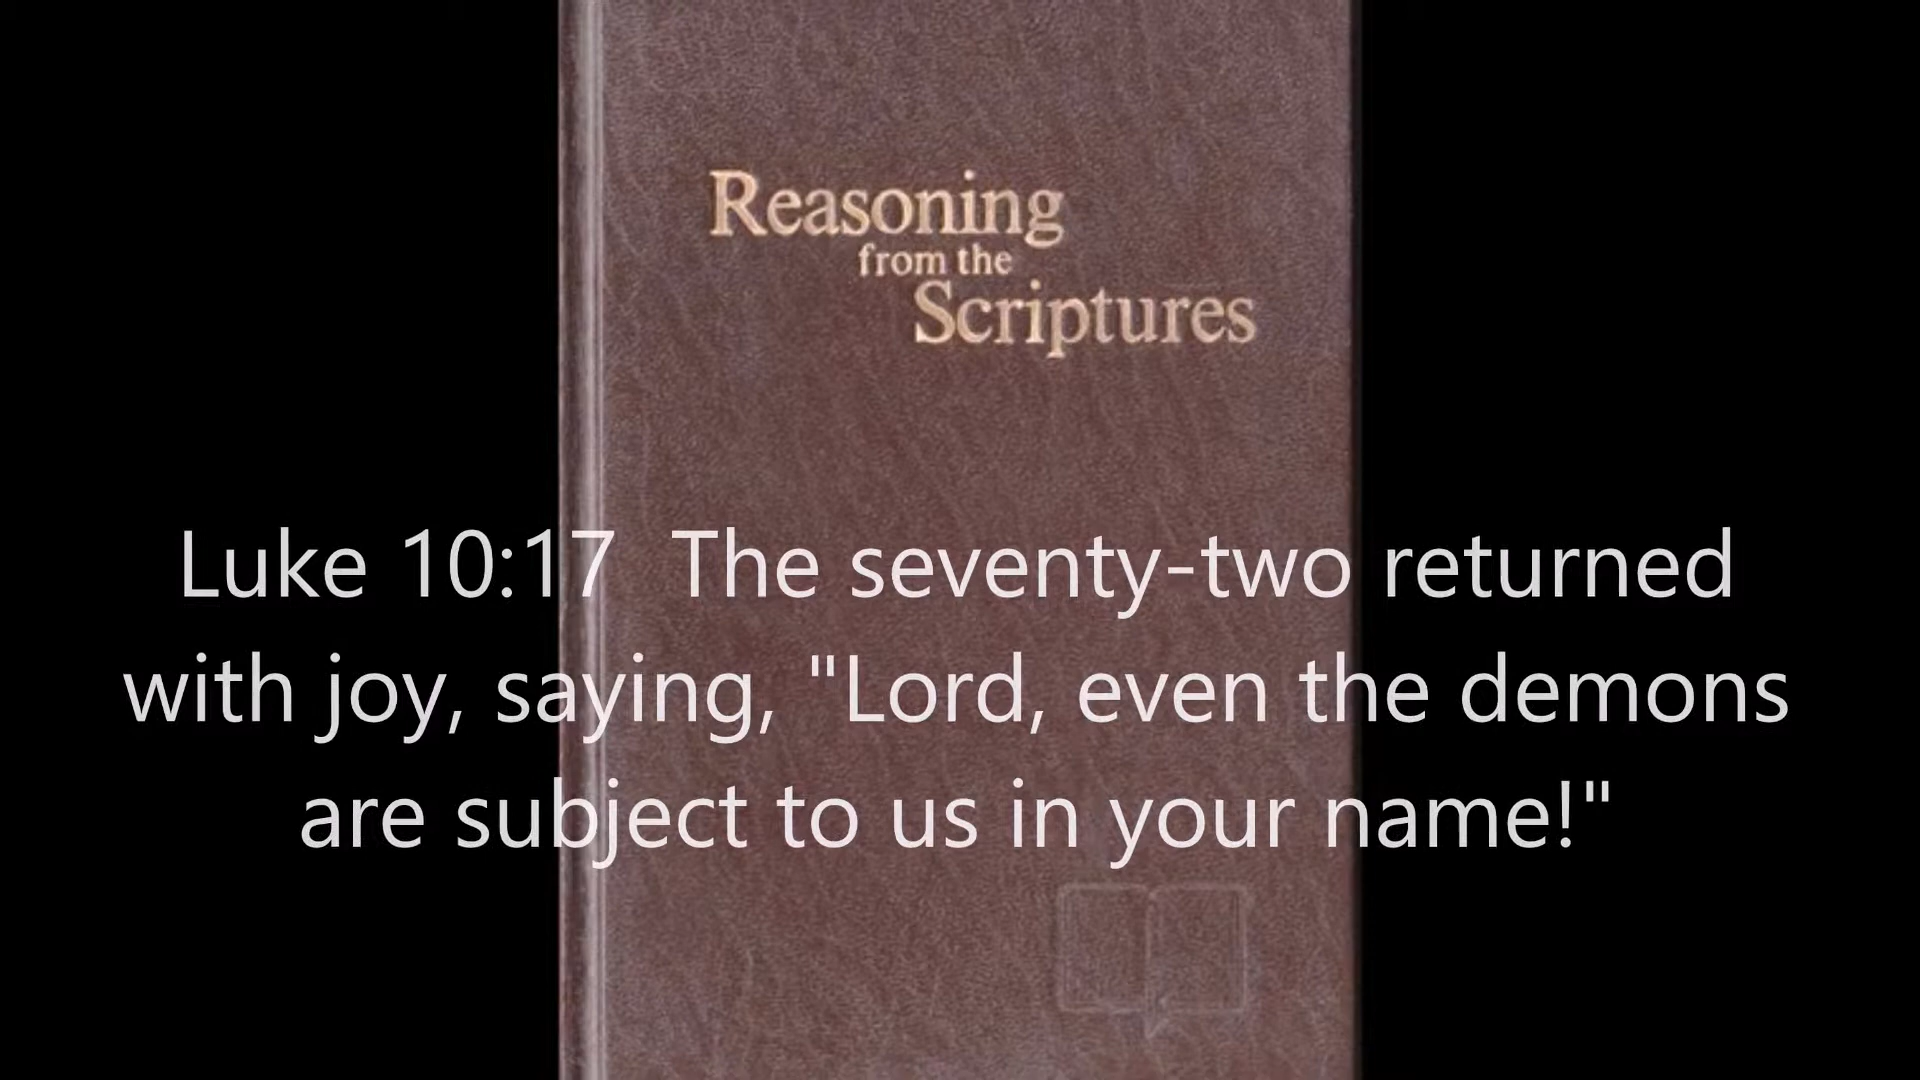 Reasoning
from the
Scriptures
Luke 10:17  The seventy-two returned
with joy, saying, "Lord, even the demons
are subject to us in your name!"